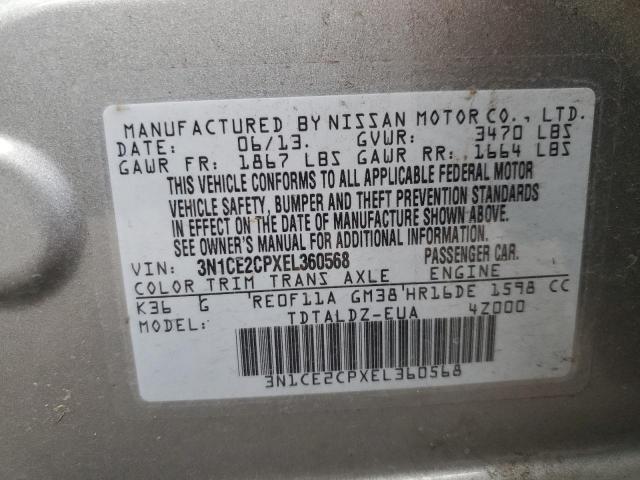 MANUFACTURED BY NISSAN MOTOR CO., LTD.
DATE: 06/13. GVWR: 3470 LBS
GAWR FR: 1867 LBS GAWR RR: 1664 LBS
THIS VEHICLE CONFORMS TO ALL APPLICABLE FEDERAL MOTOR
VEHICLE SAFETY, BUMPER AND THEFT PREVENTION STANDARDS
IN EFFECT ON THE DATE OF MANUFACTURE SHOWN ABOVE.
SEE OWNER'S MANUAL FOR ADDITIONAL INFORMATION.
VIN: 3N1CE2CPXEL360568 PASSENGER CAR.
COLOR TRIM TRANS AXLE ENGINE
K36 G RE0F11A GM38 HR16DE 1598 CC
MODEL: TDTALDZ-EUA 4Z000
3N1CE2CPXEL360568